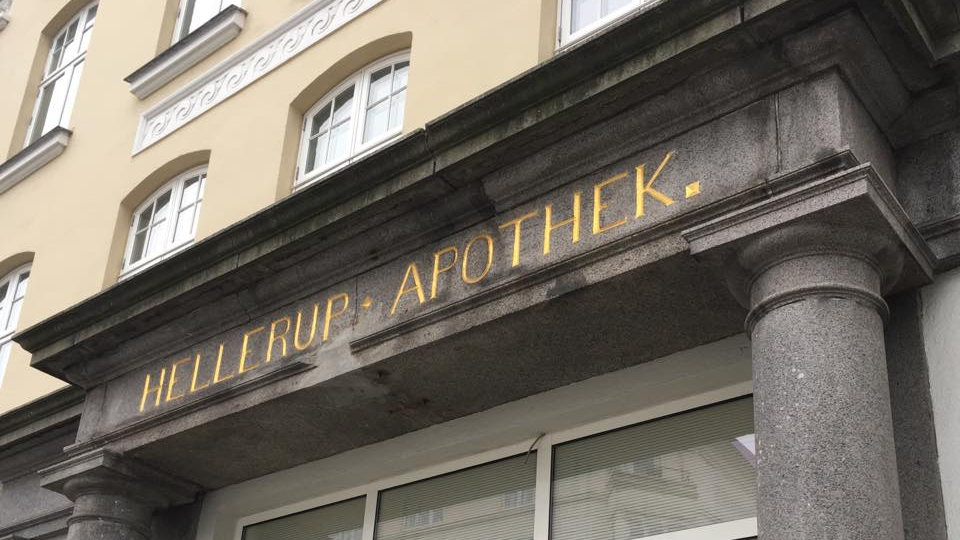 HELLERUP · APOTHEK.